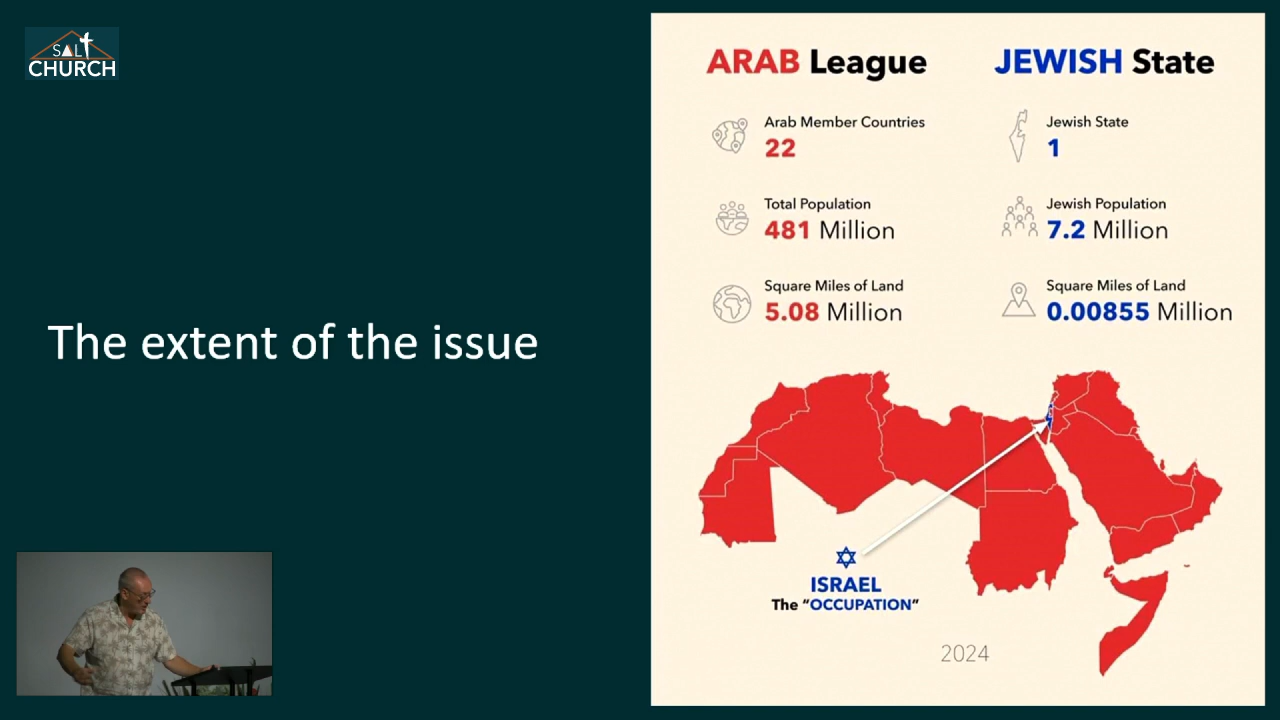 SALt
CHURCH
The extent of the issue
ARAB League
Arab Member Countries
22
Total Population
481 Million
Square Miles of Land
5.08 Million
JEWISH State
Jewish State
1
Jewish Population
7.2 Million
Square Miles of Land
0.00855 Million
ISRAEL
The “OCCUPATION”
2024